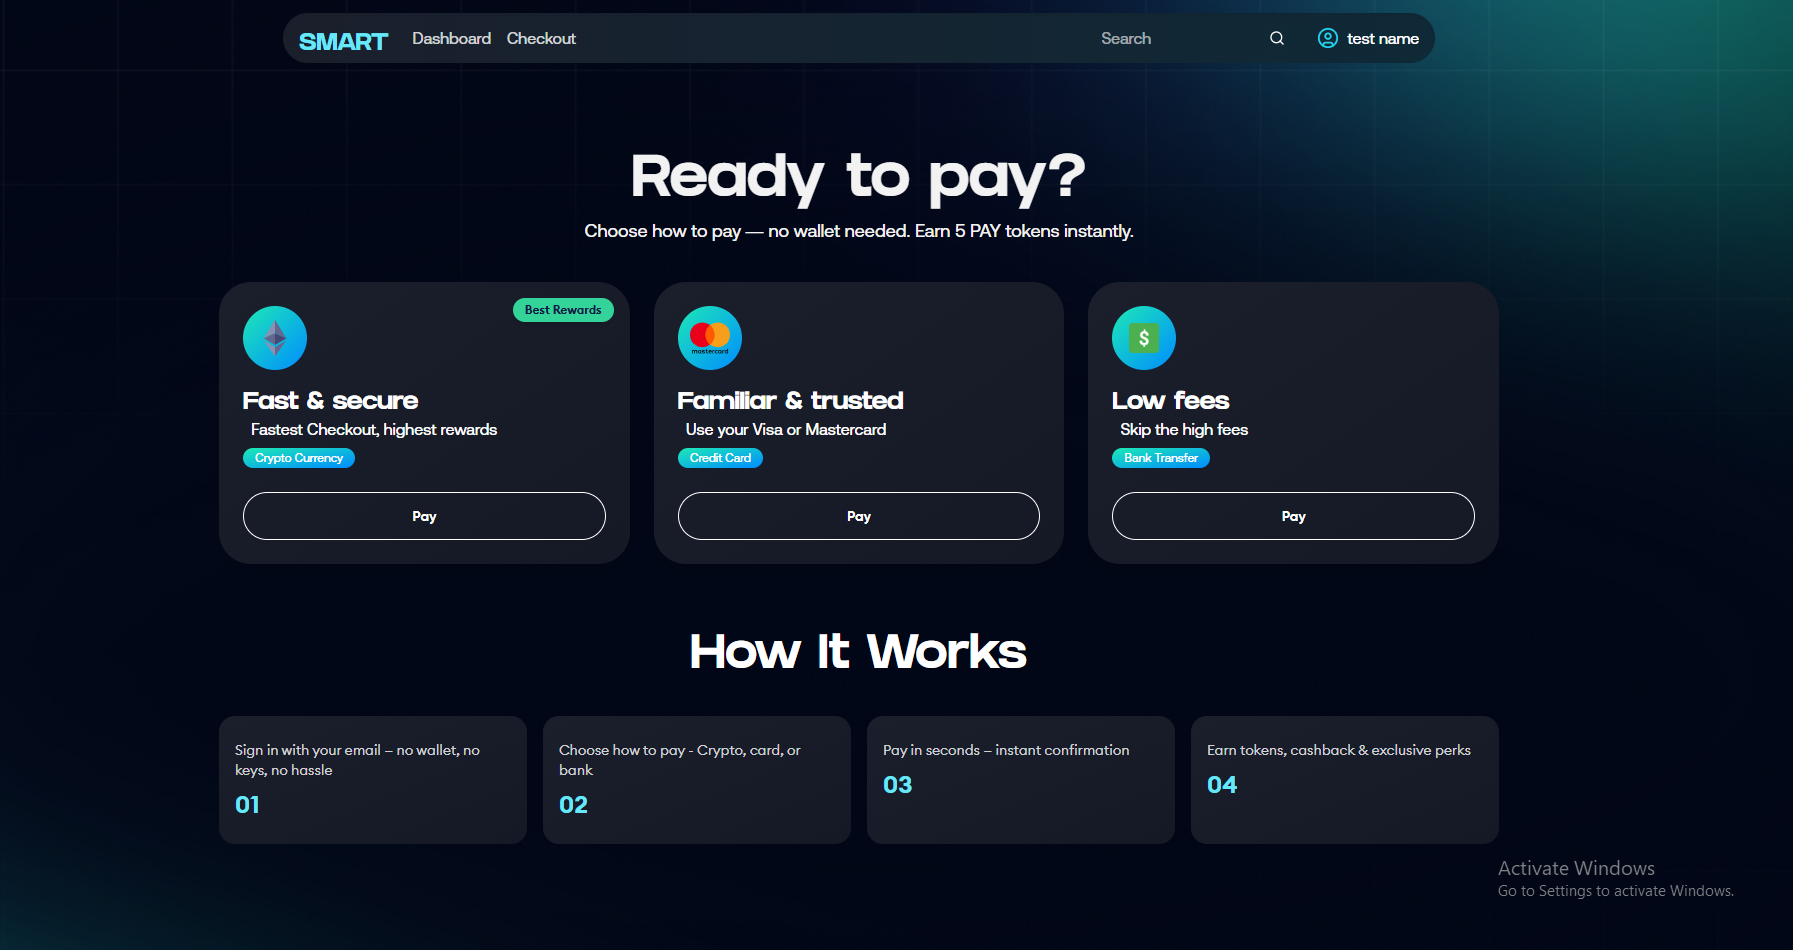 SMART Dashboard Checkout Search test name
Ready to pay?
Choose how to pay — no wallet needed. Earn 5 PAY tokens instantly.
Best Rewards
Fast & secure
Fastest Checkout, highest rewards
Crypto Currency
Pay
mastercard
Familiar & trusted
Use your Visa or Mastercard
Credit Card
Pay
$
Low fees
Skip the high fees
Bank Transfer
Pay
How It Works
Sign in with your email – no wallet, no
keys, no hassle
01
Choose how to pay - Crypto, card, or
bank
02
Pay in seconds – instant confirmation
03
Earn tokens, cashback & exclusive perks
04
Activate Windows
Go to Settings to activate Windows.